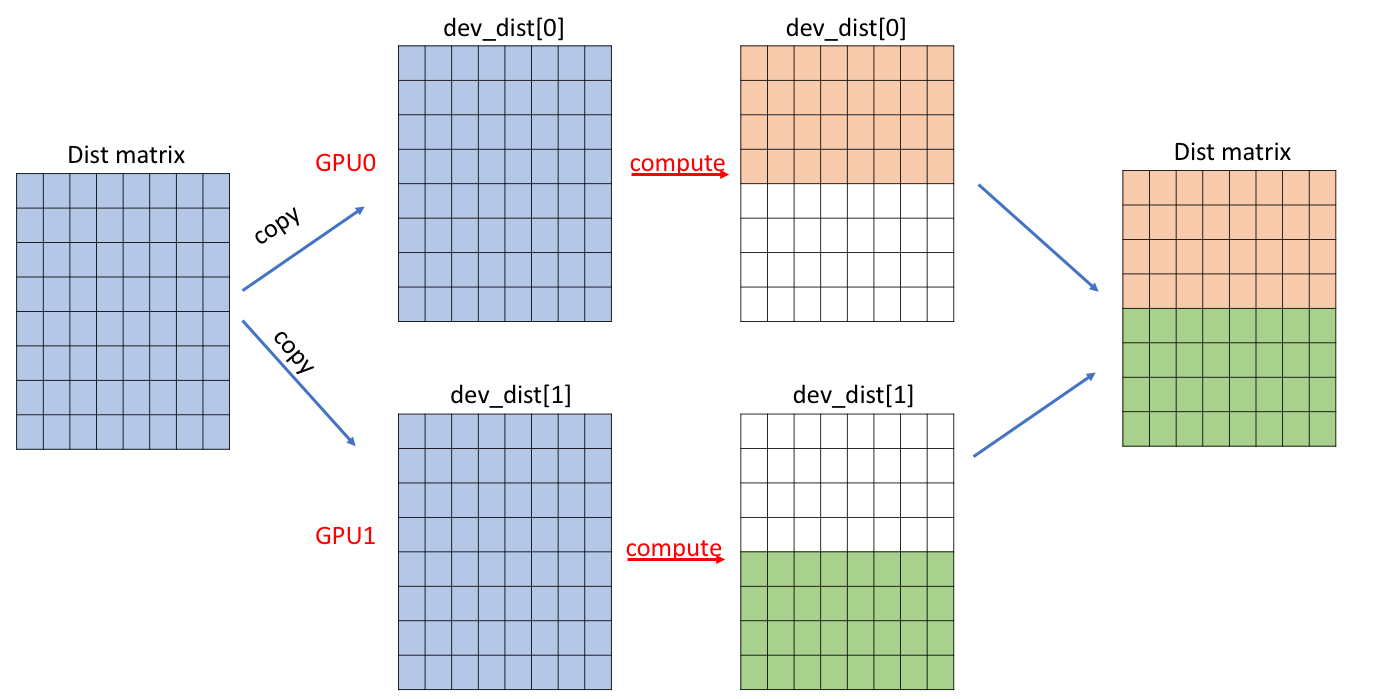 Dist matrix
copy
copy
GPU0
dev_dist[0]
compute
dev_dist[0]
GPU1
dev_dist[1]
compute
dev_dist[1]
Dist matrix